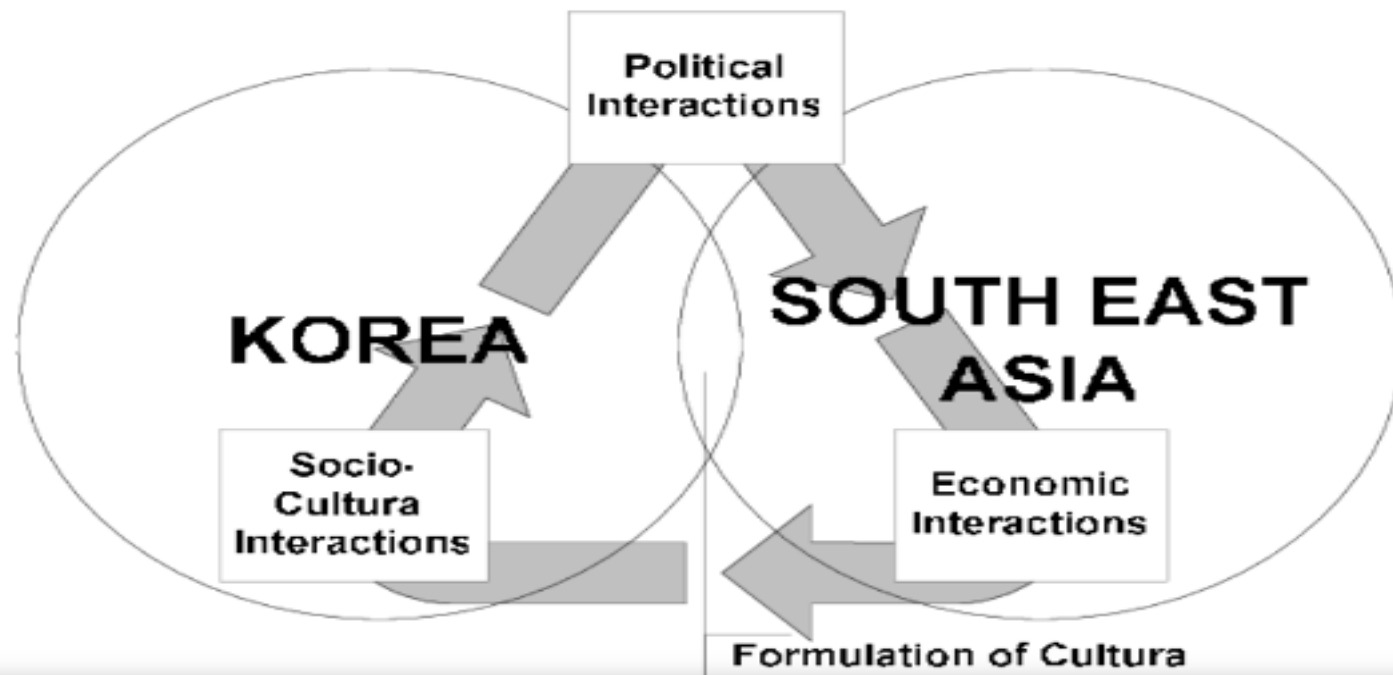 Political
Interactions
KOREA
SOUTH EAST
ASIA
Socio-
Cultura
Interactions
Economic
Interactions
Formulation of Cultura